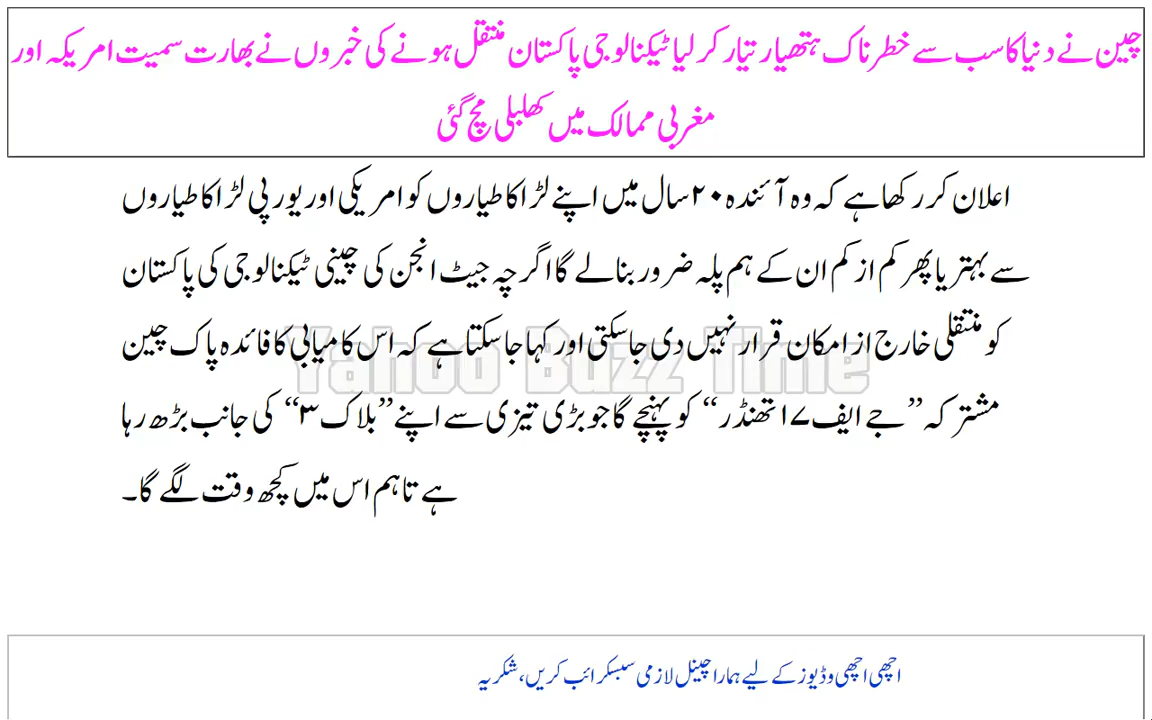 چین نے دنیا کا سب سے خطرناک ہتھیار تیار کر لیا ٹیکنالوجی پاکستان منتقل ہونے کی خبروں نے بھارت سمیت امریکہ اور
مغربی ممالک میں کھلبلی مچ گئی
اعلان کر رکھا ہے کہ وہ آئندہ ۲۰ سال میں اپنے لڑاکا طیاروں کو امریکی اور یورپی لڑاکا طیاروں
سے بہتر یا پھر کم از کم ان کے ہم پلہ ضرور بنا لے گا اگرچہ جیٹ انجن کی چینی ٹیکنالوجی کی پاکستان
کو منتقلی خارج از امکان قرار نہیں دی جاسکتی اور کہا جا سکتا ہے کہ اس کامیابی کا فائدہ پاک چین
Yahoo Buzz Time
مشترکہ ”جے ایف ۱۷ تھنڈر“ کو پہنچے گا جو بڑی تیزی سے اپنے ”بلاک ۳“ کی جانب بڑھ رہا
ہے تاہم اس میں کچھ وقت لگے گا۔
اچھی اچھی وڈیوز کے لیے ہمارا چینل لازمی سبسکرائب کریں، شکریہ